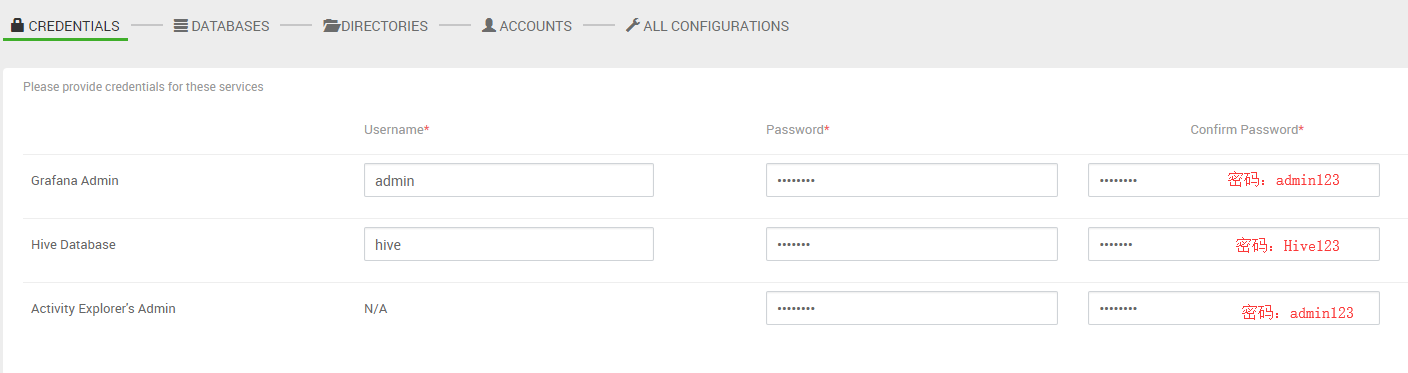 CREDENTIALS DATABASES DIRECTORIES ACCOUNTS ALL CONFIGURATIONS
Please provide credentials for these services
Username* Password* Confirm Password*
Grafana Admin admin •••••••• •••••••• 密码：admin123
Hive Database hive ••••••• ••••••• 密码：Hive123
Activity Explorer's Admin N/A •••••••• •••••••• 密码：admin123